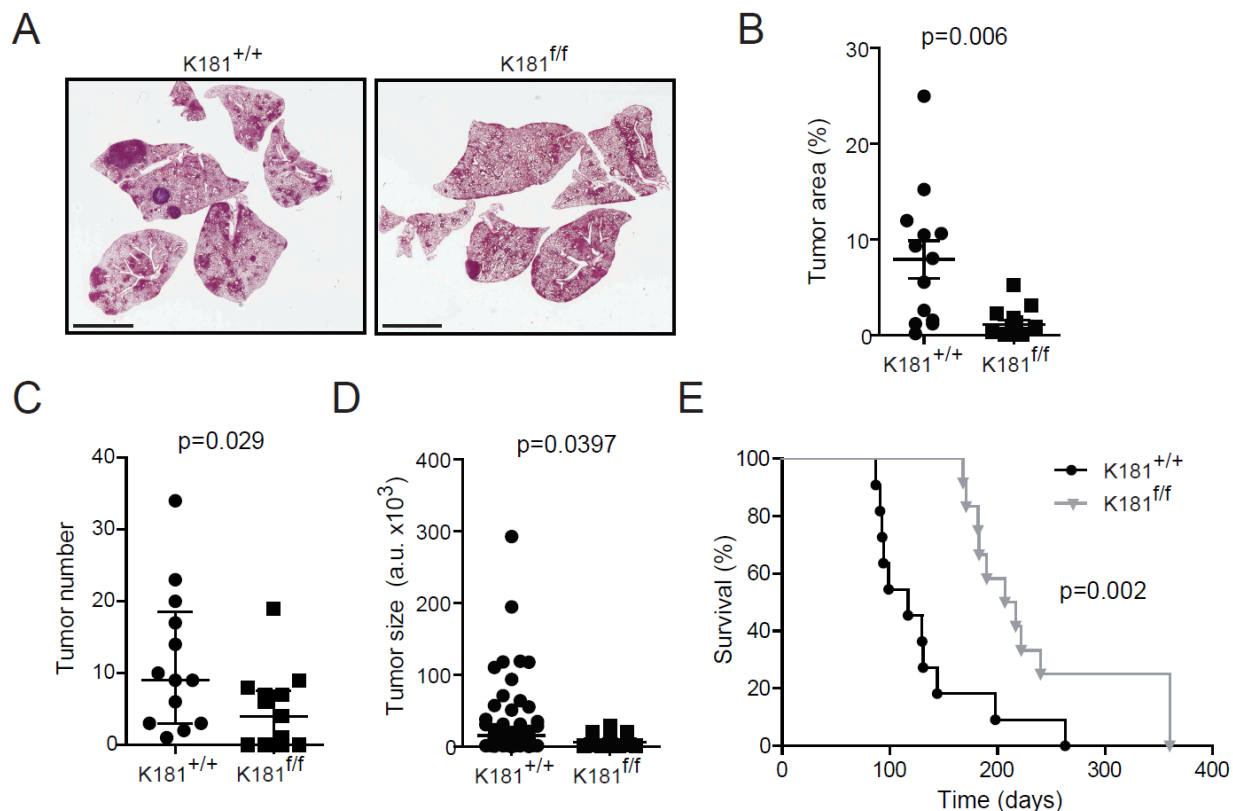 A
K181+/+
K181f/f
B
p=0.006
30
20
10
0
Tumor area (%)
K181+/+
K181f/f
C
p=0.029
40
30
20
10
0
Tumor number
K181+/+
K181f/f
D
p=0.0397
400
300
200
100
0
Tumor size (a.u. x10³)
K181+/+
K181f/f
E
100
80
60
40
20
0
Survival (%)
K181+/+
K181f/f
p=0.002
0
100
200
300
400
Time (days)